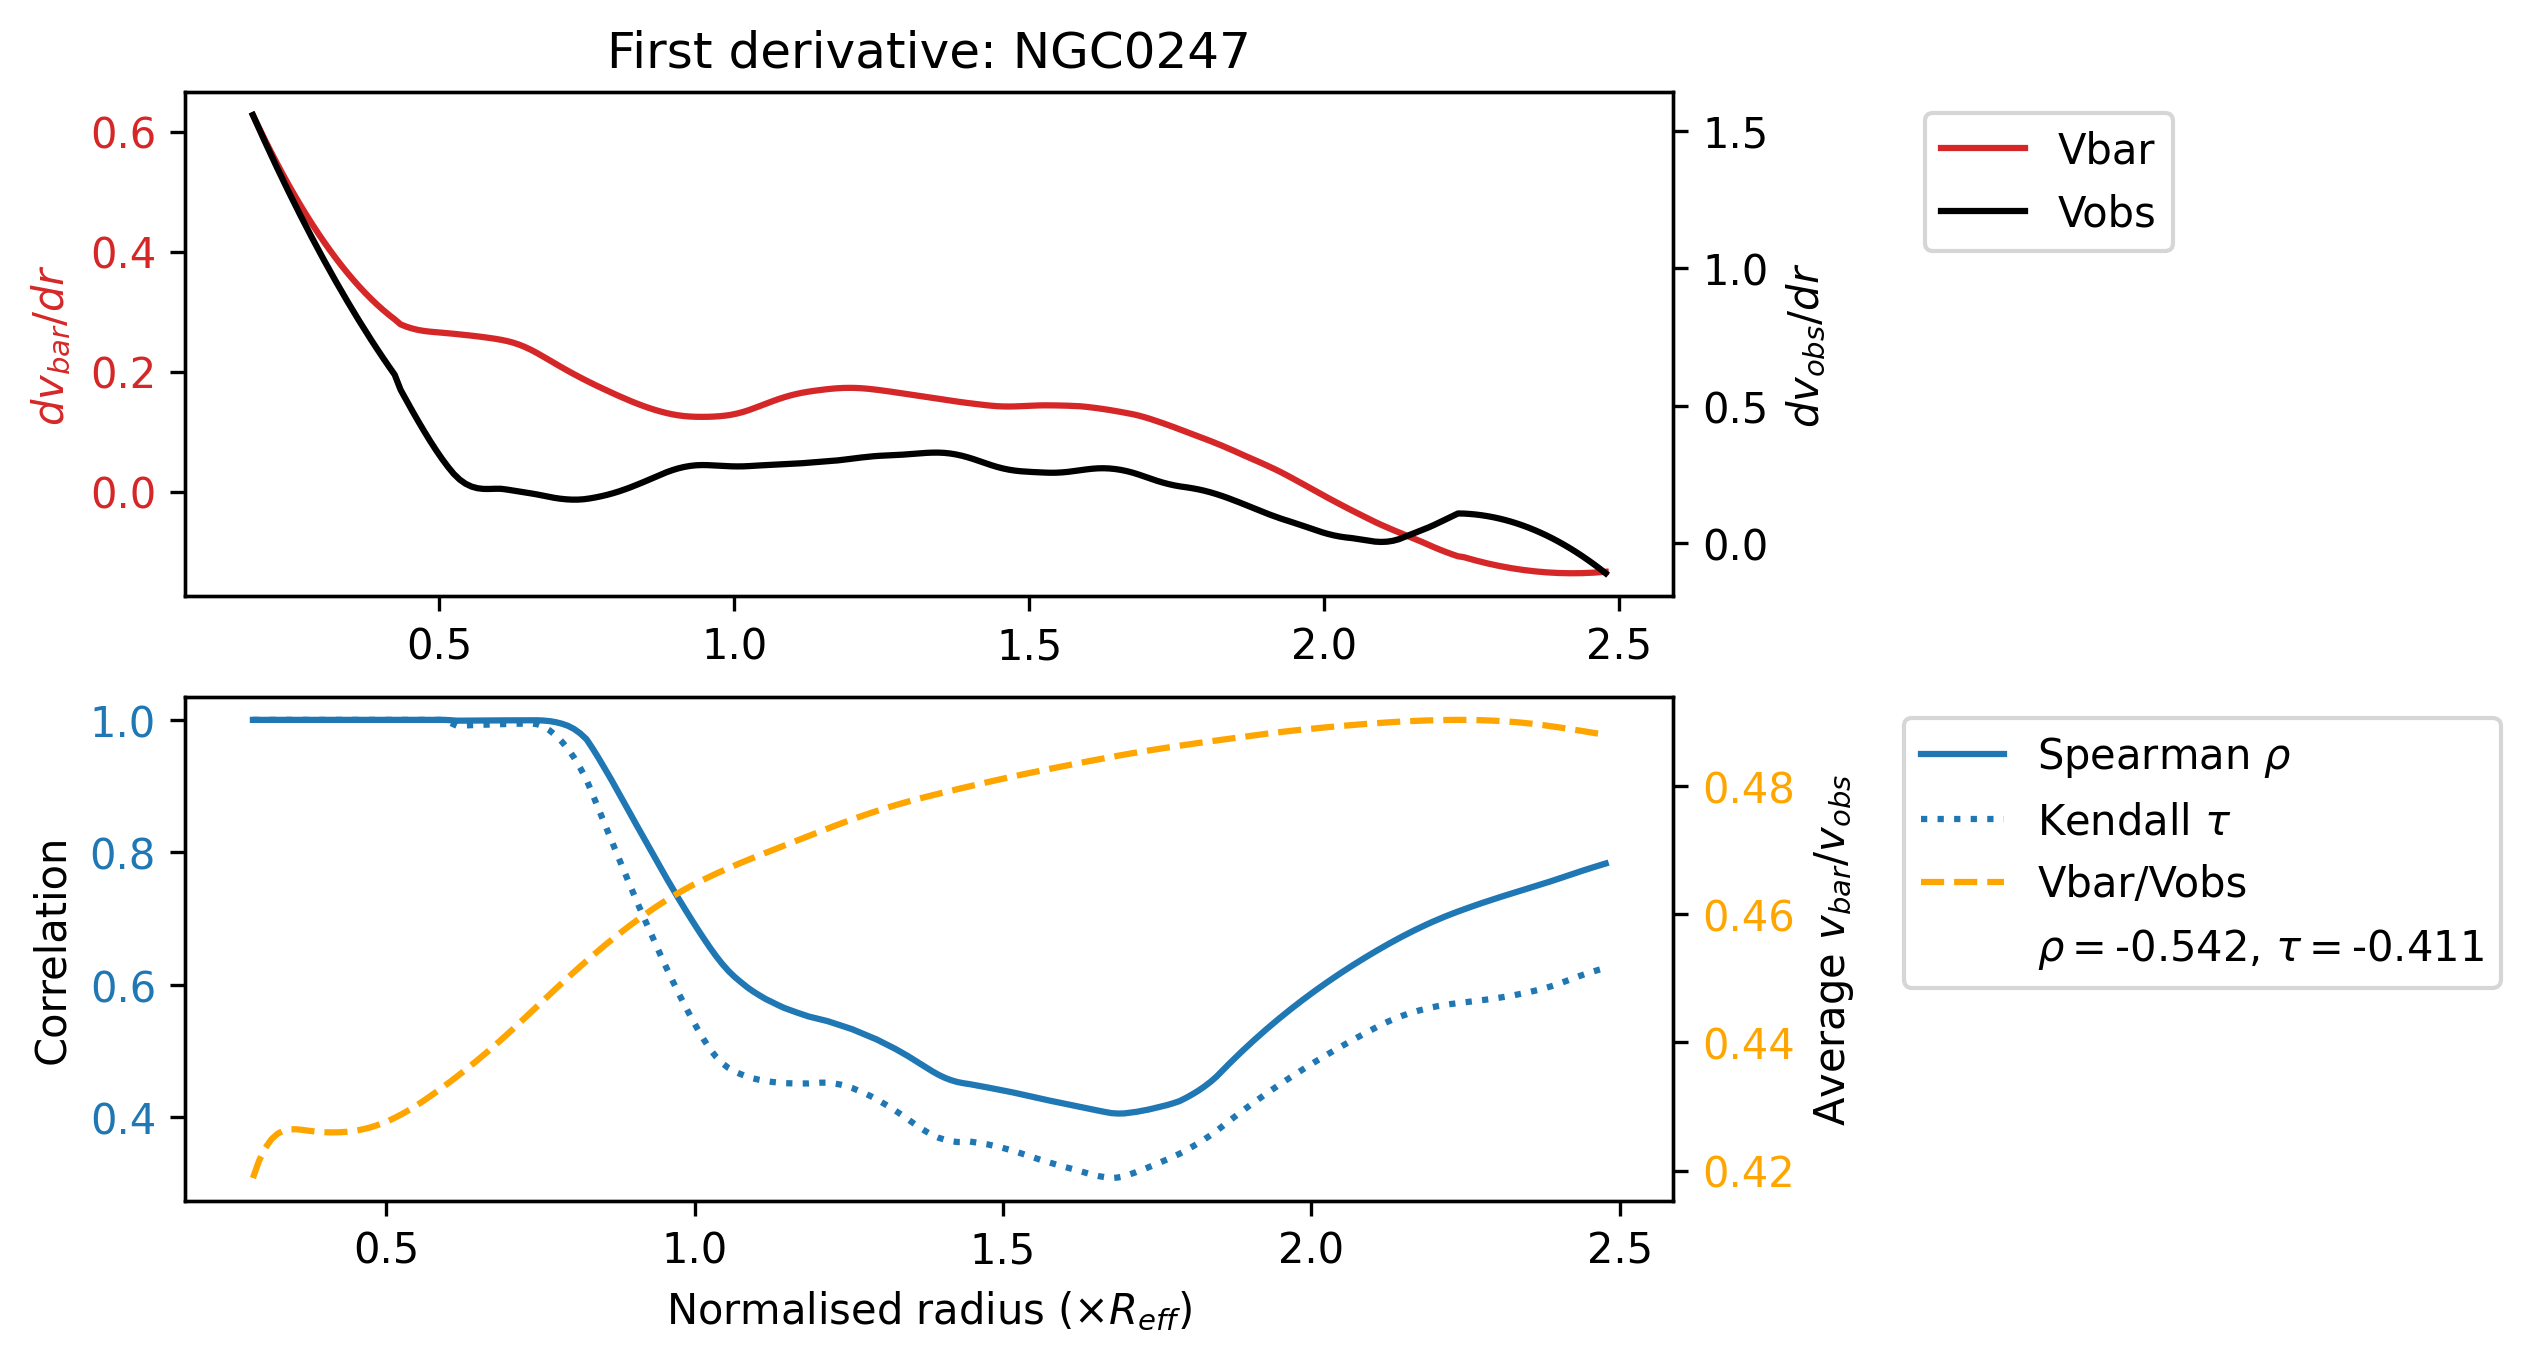 First derivative: NGC0247
0.6
0.4
0.2
0.0
dv_bar/dr
1.5
1.0
0.5
0.0
dv_obs/dr
0.5 1.0 1.5 2.0 2.5
Vbar
Vobs
1.0
0.8
0.6
0.4
Correlation
0.48
0.46
0.44
0.42
Average v_bar/v_obs
0.5 1.0 1.5 2.0 2.5
Normalised radius (×R_eff)
Spearman ρ
Kendall τ
Vbar/Vobs
ρ = -0.542, τ = -0.411